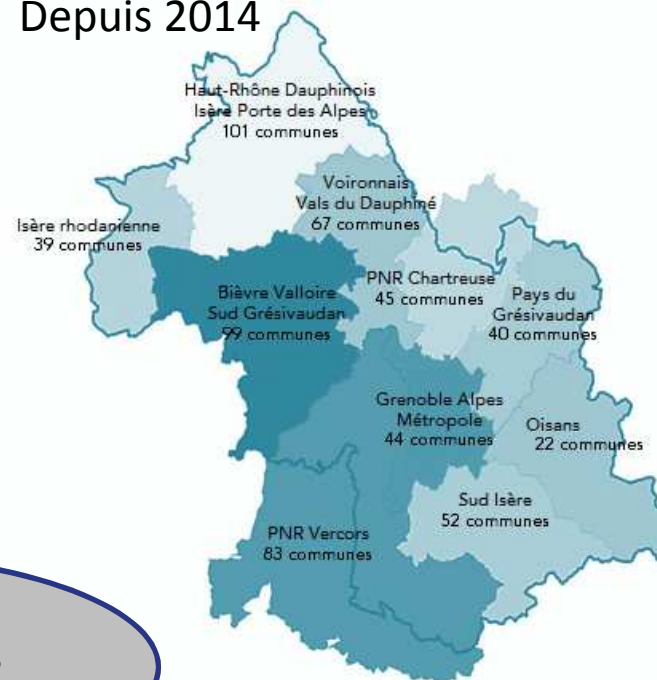 Depuis 2014
Haut-Rhône Dauphinois
Isère Porte des Alpes
101 communes
Voironnais
Vals du Dauphiné
67 communes
Isère rhodanienne
39 communes
PNR Chartreuse
45 communes
Bièvre Valloire
Sud Grésivaudan
99 communes
Pays du
Grésivaudan
40 communes
Grenoble Alpes
Métropole
44 communes
Oisans
22 communes
Sud Isère
52 communes
PNR Vercors
83 communes